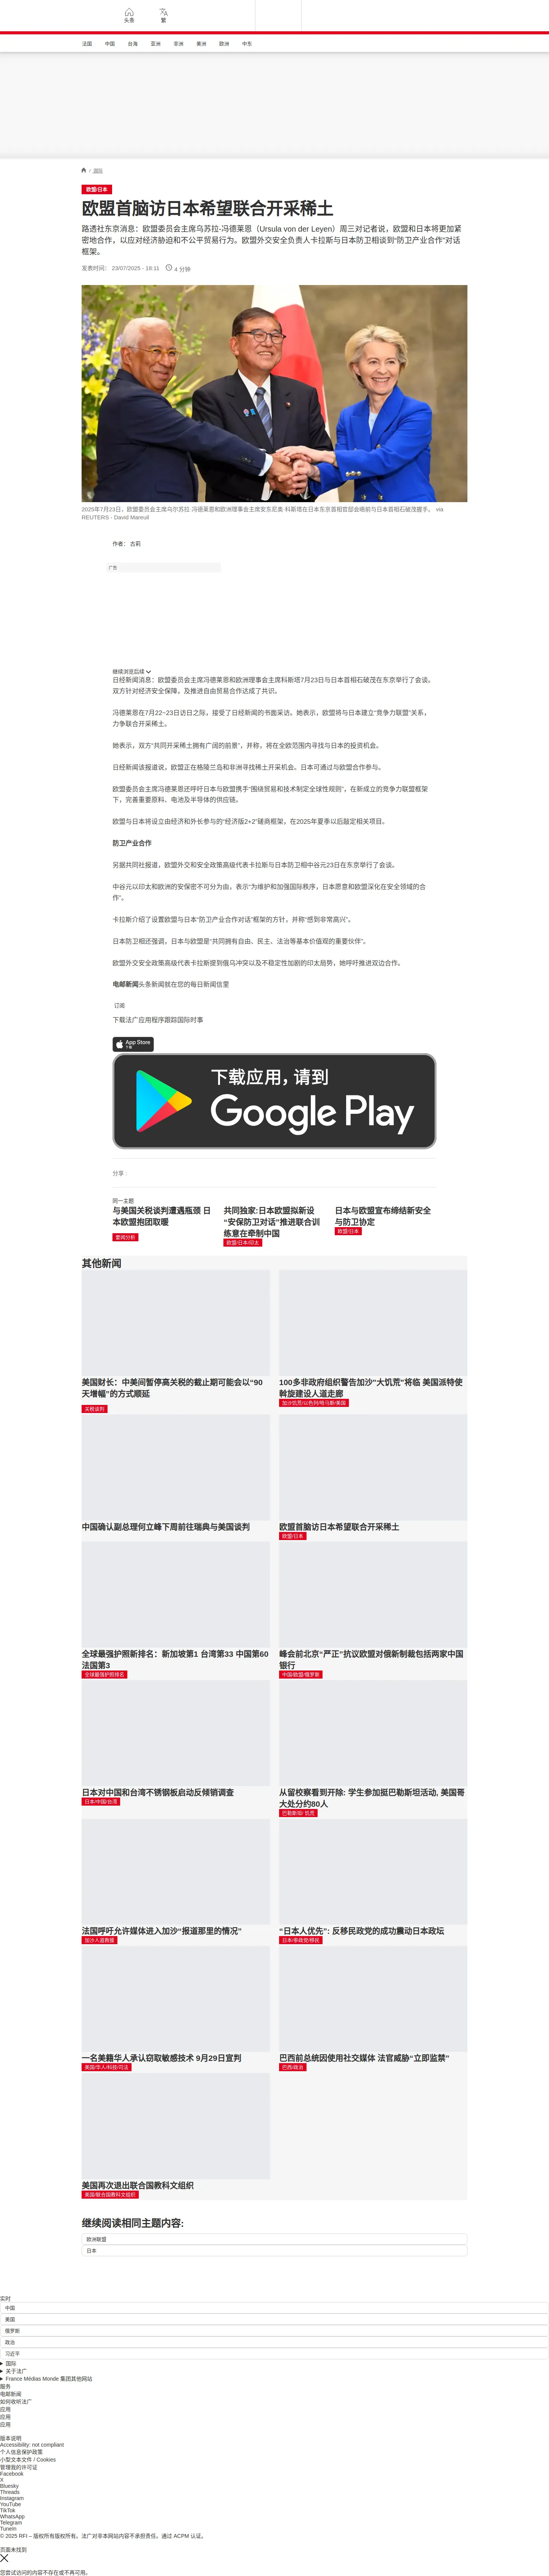 头条
繁
法国
中国
台海
亚洲
非洲
美洲
欧洲
中东
/ 国际
欧盟/日本
欧盟首脑访日本希望联合开采稀土
路透社东京消息：欧盟委员会主席乌苏拉-冯德莱恩（Ursula von der Leyen）周三对记者说，欧盟和日本将更加紧
密地合作，以应对经济胁迫和不公平贸易行为。欧盟外交安全负责人卡拉斯与日本防卫相谈到“防卫产业合作”对话
框架。
发表时间： 23/07/2025 - 18:11
4 分钟
2025年7月23日，欧盟委员会主席乌尔苏拉·冯德莱恩和欧洲理事会主席安东尼奥·科斯塔在日本东京首相官邸会晤前与日本首相石破茂握手。 via
REUTERS - David Mareuil
作者： 古莉
广告
继续浏览后续
日经新闻消息：欧盟委员会主席冯德莱恩和欧洲理事会主席科斯塔7月23日与日本首相石破茂在东京举行了会谈。
双方针对经济安全保障，及推进自由贸易合作达成了共识。
冯德莱恩在7月22~23日访日之际，接受了日经新闻的书面采访。她表示，欧盟将与日本建立“竞争力联盟”关系，
力争联合开采稀土。
她表示，双方“共同开采稀土拥有广阔的前景”，并称，将在全欧范围内寻找与日本的投资机会。
日经新闻该报道说，欧盟正在格陵兰岛和非洲寻找稀土开采机会。日本可通过与欧盟合作参与。
欧盟委员会主席冯德莱恩还呼吁日本与欧盟携手“围绕贸易和技术制定全球性规则”，在新成立的竞争力联盟框架
下，完善重要原料、电池及半导体的供应链。
欧盟与日本将设立由经济和外长参与的“经济版2+2”磋商框架，在2025年夏季以后敲定相关项目。
防卫产业合作
另据共同社报道，欧盟外交和安全政策高级代表卡拉斯与日本防卫相中谷元23日在东京举行了会谈。
中谷元以印太和欧洲的安保密不可分为由，表示“为维护和加强国际秩序，日本愿意和欧盟深化在安全领域的合
作”。
卡拉斯介绍了设置欧盟与日本“防卫产业合作对话”框架的方针，并称“感到非常高兴”。
日本防卫相还强调，日本与欧盟是“共同拥有自由、民主、法治等基本价值观的重要伙伴”。
欧盟外交安全政策高级代表卡拉斯提到俄乌冲突以及不稳定性加剧的印太局势，她呼吁推进双边合作。
电邮新闻头条新闻就在您的每日新闻信里
订阅
下载法广应用程序跟踪国际时事
App Store
下载
下载应用，请到
Google Play
分享 :
同一主题
与美国关税谈判遭遇瓶颈 日
本欧盟抱团取暖
要闻分析
共同独家:日本欧盟拟新设
“安保防卫对话”推进联合训
练意在牵制中国
欧盟/日本/印太
日本与欧盟宣布缔结新安全
与防卫协定
欧盟/日本
其他新闻
美国财长：中美间暂停高关税的截止期可能会以“90
天增幅”的方式顺延
关税谈判
100多非政府组织警告加沙"大饥荒"将临 美国派特使
斡旋建设人道走廊
加沙饥荒/以色列/哈马斯/美国
中国确认副总理何立峰下周前往瑞典与美国谈判
欧盟首脑访日本希望联合开采稀土
欧盟/日本
全球最强护照新排名：新加坡第1 台湾第33 中国第60
法国第3
全球最强护照排名
峰会前北京"严正"抗议欧盟对俄新制裁包括两家中国
银行
中国/欧盟/俄罗斯
日本对中国和台湾不锈钢板启动反倾销调查
日本/中国/台湾
从留校察看到开除: 学生参加挺巴勒斯坦活动, 美国哥
大处分约80人
巴勒斯坦/ 饥荒
法国呼吁允许媒体进入加沙“报道那里的情况”
加沙人道救援
“日本人优先”: 反移民政党的成功震动日本政坛
日本/参政党/移民
一名美籍华人承认窃取敏感技术 9月29日宣判
美国/华人/科技/司法
巴西前总统因使用社交媒体 法官威胁“立即监禁”
巴西/政治
美国再次退出联合国教科文组织
美国/联合国教科文组织
继续阅读相同主题内容:
欧洲联盟
日本
实时
中国
美国
俄罗斯
政治
习近平
国际
关于法广
France Médias Monde 集团其他网站
服务
电邮新闻
如何收听法广
应用
应用
应用
版本说明
Accessibility: not compliant
个人信息保护政策
小型文本文件 / Cookies
管理我的许可证
Facebook
X
Bluesky
Threads
Instagram
YouTube
TikTok
WhatsApp
Telegram
TuneIn
© 2025 RFI – 版权所有版权所有。法广对非本网站内容不承担责任。通过 ACPM 认证。
页面未找到
您尝试访问的内容不存在或不再可用。